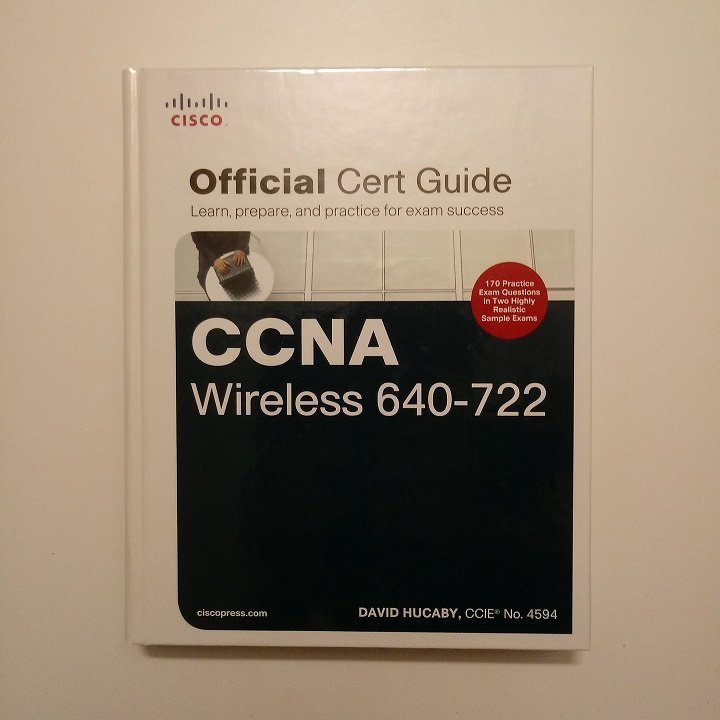 CISCO
Official Cert Guide
Learn, prepare, and practice for exam success
170 Practice
Exam Questions
in Two Highly
Realistic
Sample Exams
CCNA
Wireless 640-722
ciscopress.com
DAVID HUCABY, CCIE® No. 4594